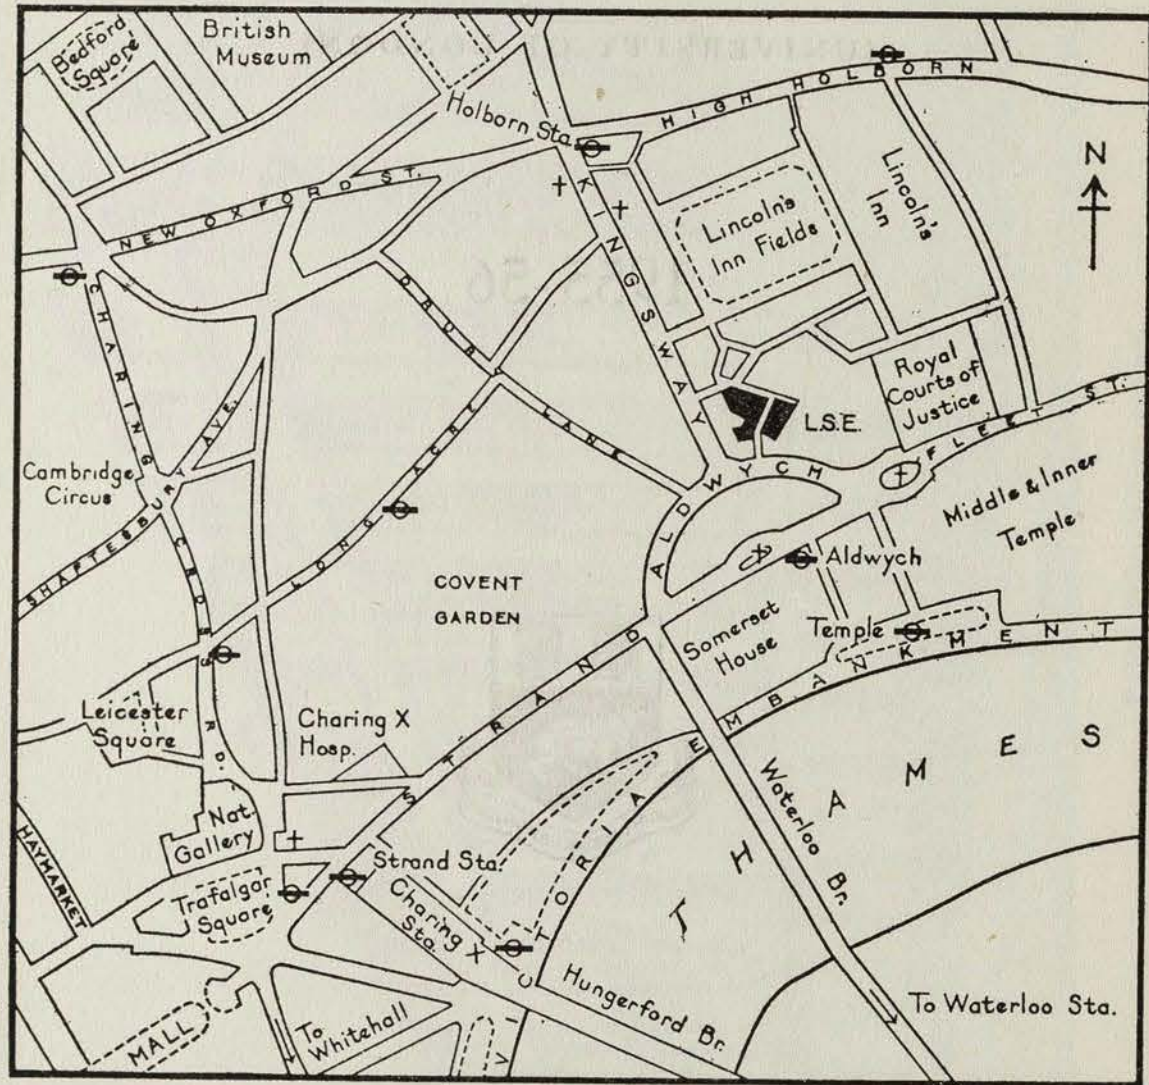 Bedford
Square
British
Museum
HIGH HOLBORN
Holborn Sta.
N
NEW OXFORD ST.
KINGSWAY
Lincoln's
Inn Fields
Lincoln's
Inn
DRURY LANE
CHARING CROSS RD.
Royal
Courts of
Justice
L.S.E.
FLEET ST.
SHAFTESBURY AVE.
Cambridge
Circus
LONG ACRE
ALDWYCH
Middle & Inner
Temple
Aldwych
COVENT
GARDEN
Somerset
House
Temple
STRAND
VICTORIA EMBANKMENT
Leicester
Square
Charing X
Hosp.
Nat.
Gallery
HAYMARKET
Trafalgar
Square
Strand Sta.
Charing X
Sta.
Waterloo Br.
THAMES
Hungerford Br.
To Waterloo Sta.
MALL
To
Whitehall